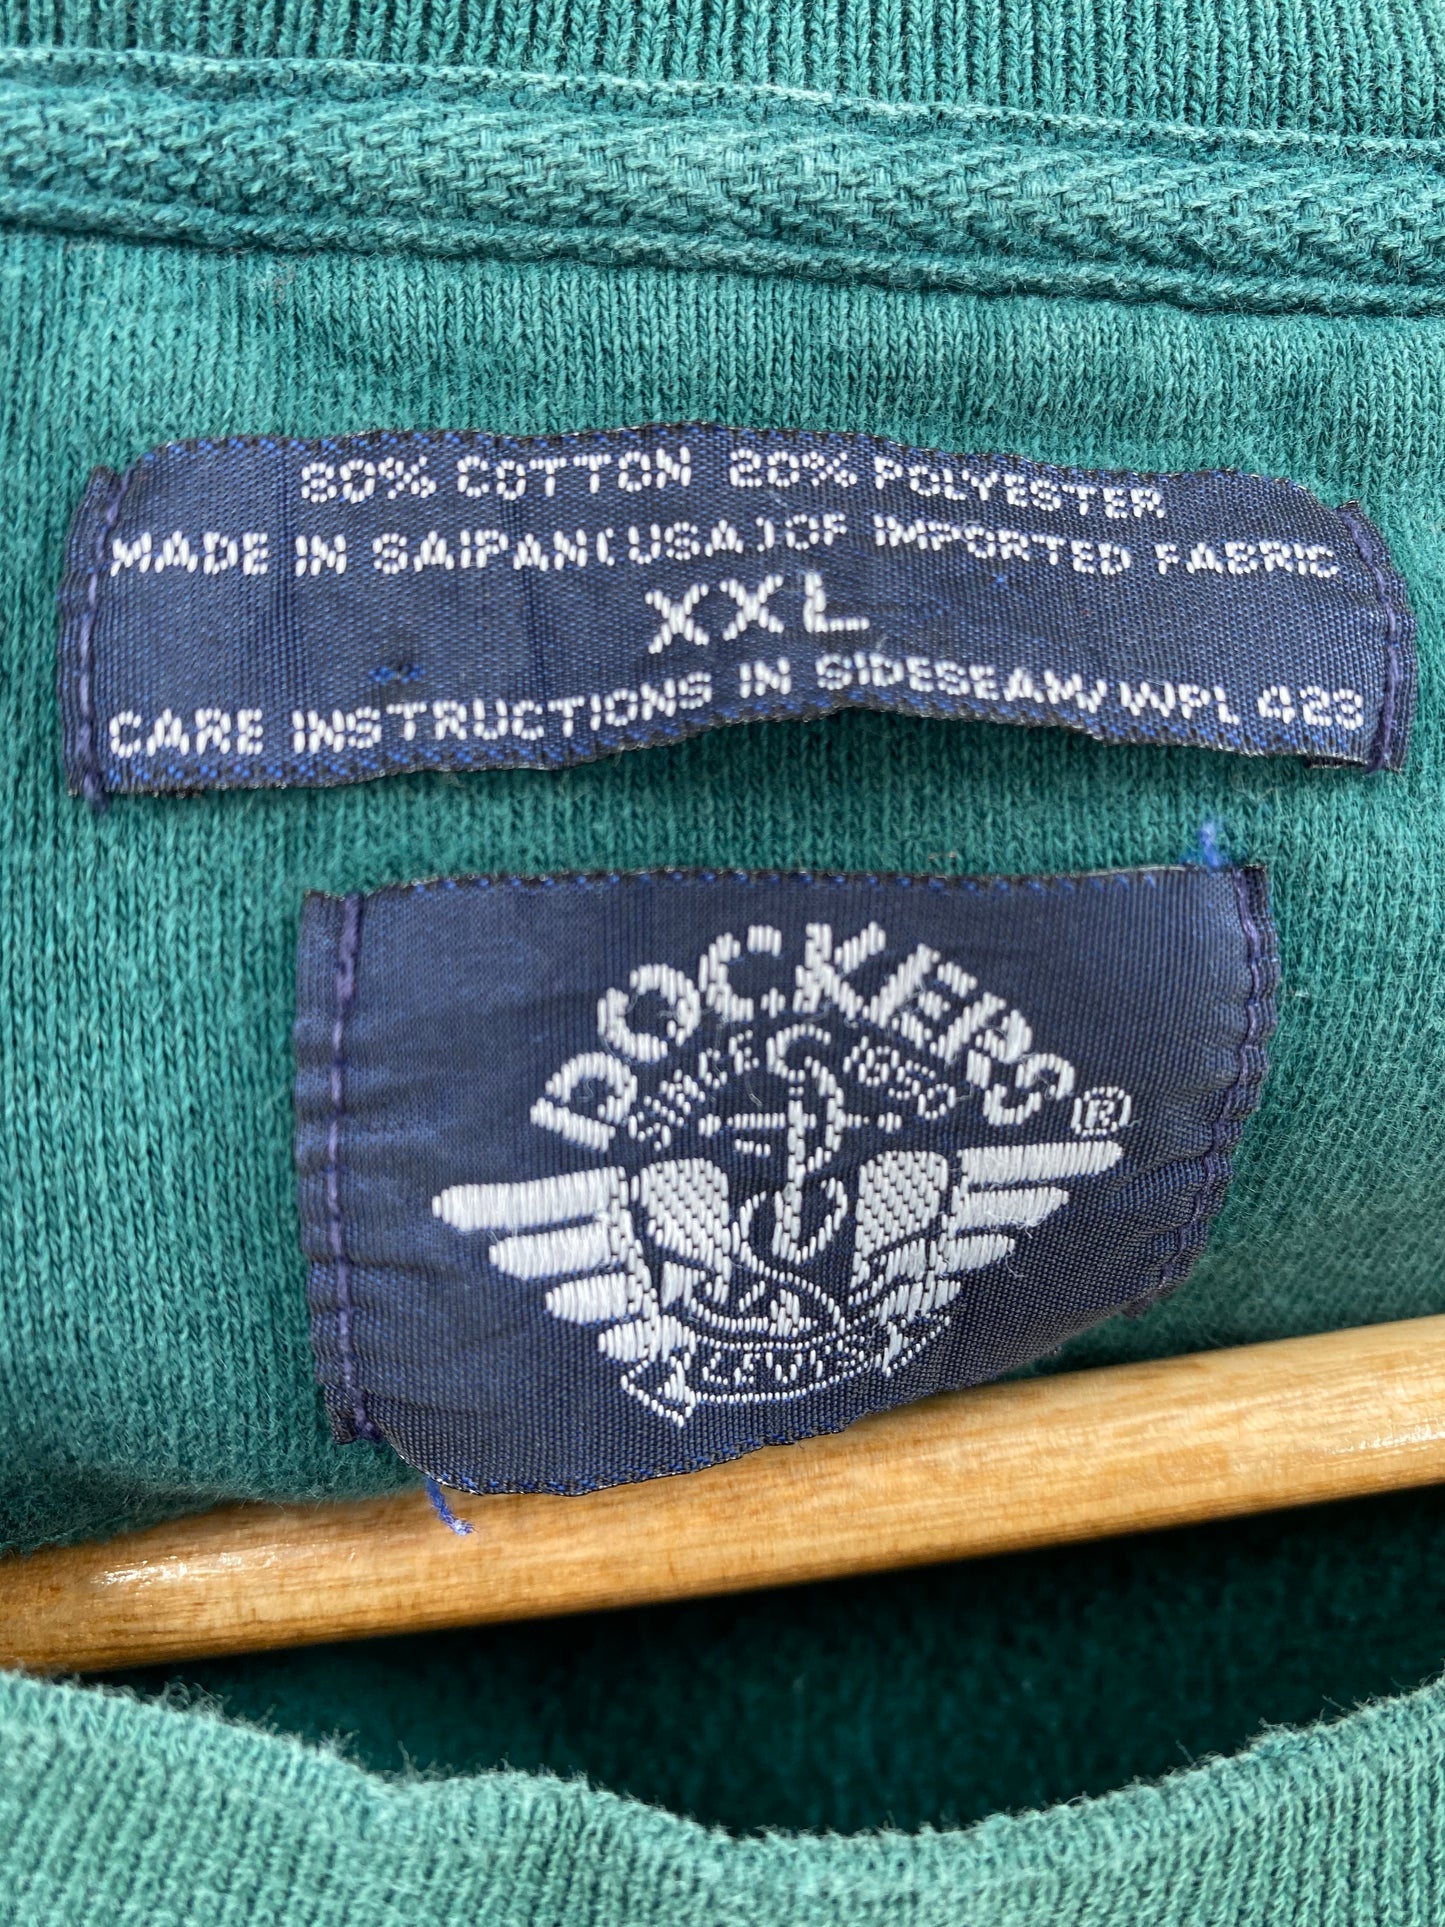 80% COTTON 20% POLYESTER
MADE IN SAIPAN(USA)OF IMPORTED FABRIC
XXL
CARE INSTRUCTIONS IN SIDESEAM/WPL 423
DOCKERS®
SINCE 1850
LEVI'S